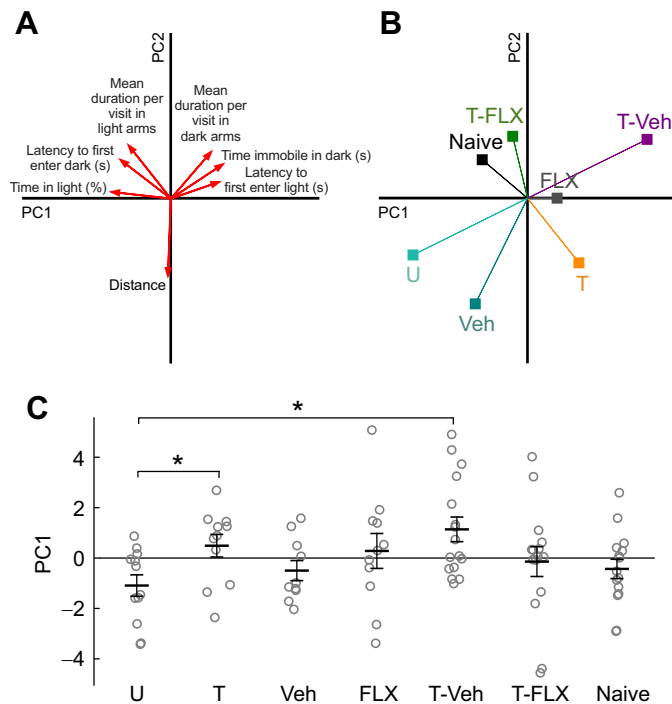 A
PC2
Mean
duration per
visit in
light arms
Mean
duration per
visit in
dark arms
Latency to first
enter dark (s)
Time immobile in dark (s)
Time in light (%)
Latency to
first enter light (s)
PC1
Distance
B
PC2
T-FLX
T-Veh
Naive
FLX
PC1
U
T
Veh
C
*
*
PC1
4
2
0
−2
−4
U T Veh FLX T-Veh T-FLX Naive